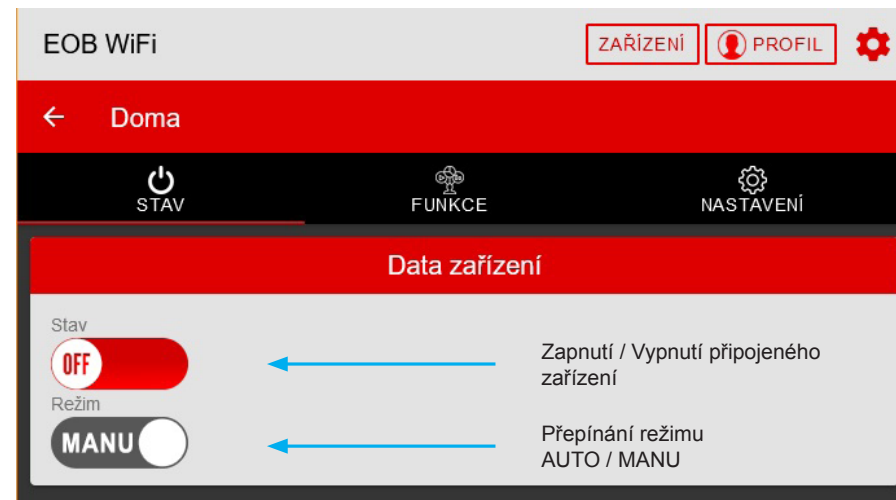 EOB WiFi
ZAŘÍZENÍ
PROFIL
Doma
STAV
FUNKCE
NASTAVENÍ
Data zařízení
Stav
OFF
Zapnutí / Vypnutí připojeného
zařízení
Režim
MANU
Přepínání režimu
AUTO / MANU